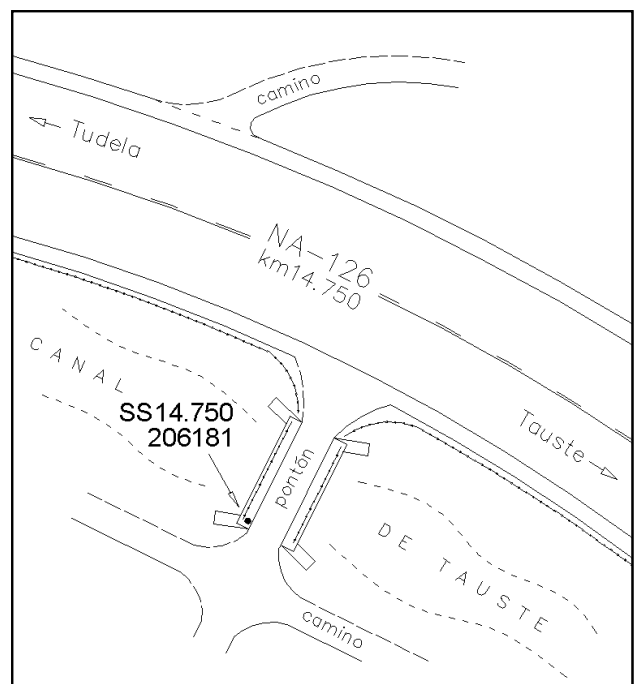 camino
Tudela
NA-126
km14.750
CANAL
SS14.750
206181
Tauste
pontón
DE TAUSTE
camino